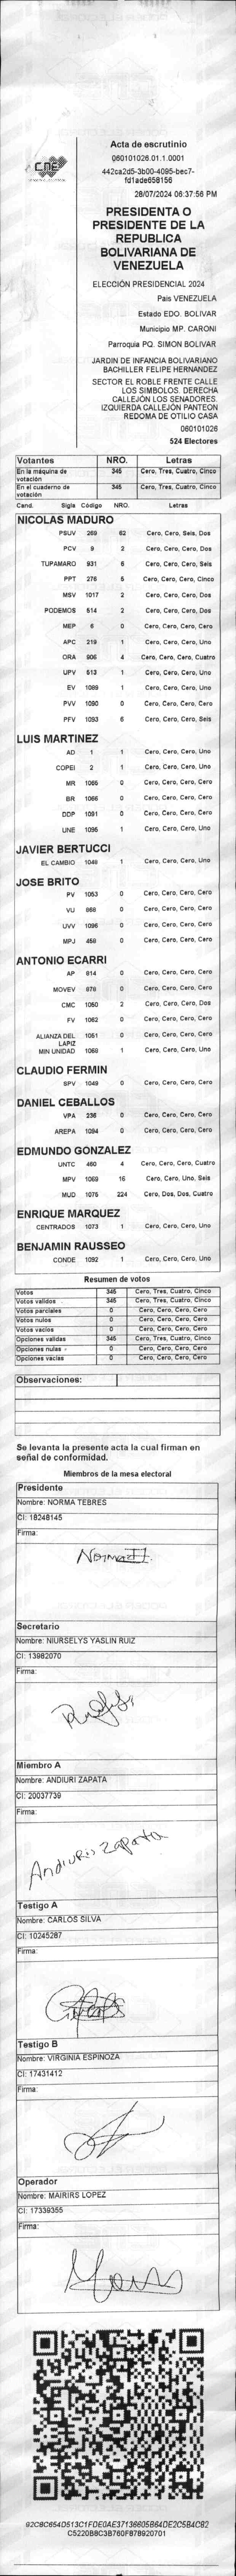 CNE
Acta de escrutinio
060101026.01.1.0001
442ca2d5-3b00-4095-bec7-
fd1ade658156
28/07/2024 06:37:56 PM
PRESIDENTA O
PRESIDENTE DE LA
REPUBLICA
BOLIVARIANA DE
VENEZUELA
ELECCIÓN PRESIDENCIAL 2024
Pais VENEZUELA
Estado EDO. BOLIVAR
Municipio MP. CARONI
Parroquia PQ. SIMON BOLIVAR
JARDIN DE INFANCIA BOLIVARIANO
BACHILLER FELIPE HERNANDEZ
SECTOR EL ROBLE FRENTE CALLE
LOS SIMBOLOS. DERECHA
CALLEJÓN LOS SENADORES.
IZQUIERDA CALLEJÓN PANTEON
REDOMA DE OTILIO CASA
060101026
524 Electores
Votantes NRO. Letras
En la máquina de votación 345 Cero, Tres, Cuatro, Cinco
En el cuaderno de votación 345 Cero, Tres, Cuatro, Cinco
Cand. Sigla Código NRO. Letras
NICOLAS MADURO
PSUV 269 62 Cero, Cero, Seis, Dos
PCV 9 2 Cero, Cero, Cero, Dos
TUPAMARO 931 6 Cero, Cero, Cero, Seis
PPT 276 5 Cero, Cero, Cero, Cinco
MSV 1017 2 Cero, Cero, Cero, Dos
PODEMOS 514 2 Cero, Cero, Cero, Dos
MEP 6 0 Cero, Cero, Cero, Cero
APC 219 1 Cero, Cero, Cero, Uno
ORA 906 4 Cero, Cero, Cero, Cuatro
UPV 513 1 Cero, Cero, Cero, Uno
EV 1089 1 Cero, Cero, Cero, Uno
PVV 1090 0 Cero, Cero, Cero, Cero
PFV 1093 6 Cero, Cero, Cero, Seis
LUIS MARTINEZ
AD 1 1 Cero, Cero, Cero, Uno
COPEI 2 1 Cero, Cero, Cero, Uno
MR 1065 0 Cero, Cero, Cero, Cero
BR 1066 0 Cero, Cero, Cero, Cero
DDP 1091 0 Cero, Cero, Cero, Cero
UNE 1095 1 Cero, Cero, Cero, Uno
JAVIER BERTUCCI
EL CAMBIO 1048 1 Cero, Cero, Cero, Uno
JOSE BRITO
PV 1053 0 Cero, Cero, Cero, Cero
VU 868 0 Cero, Cero, Cero, Cero
UVV 1096 0 Cero, Cero, Cero, Cero
MPJ 458 0 Cero, Cero, Cero, Cero
ANTONIO ECARRI
AP 814 0 Cero, Cero, Cero, Cero
MOVEV 878 0 Cero, Cero, Cero, Cero
CMC 1050 2 Cero, Cero, Cero, Dos
FV 1062 0 Cero, Cero, Cero, Cero
ALIANZA DEL LAPIZ 1051 0 Cero, Cero, Cero, Cero
MIN UNIDAD 1068 1 Cero, Cero, Cero, Uno
CLAUDIO FERMIN
SPV 1049 0 Cero, Cero, Cero, Cero
DANIEL CEBALLOS
VPA 236 0 Cero, Cero, Cero, Cero
AREPA 1094 0 Cero, Cero, Cero, Cero
EDMUNDO GONZALEZ
UNTC 460 4 Cero, Cero, Cero, Cuatro
MPV 1069 16 Cero, Cero, Uno, Seis
MUD 1075 224 Cero, Dos, Dos, Cuatro
ENRIQUE MARQUEZ
CENTRADOS 1073 1 Cero, Cero, Cero, Uno
BENJAMIN RAUSSEO
CONDE 1092 1 Cero, Cero, Cero, Uno
Resumen de votos
Votos 345 Cero, Tres, Cuatro, Cinco
Votos validos 345 Cero, Tres, Cuatro, Cinco
Votos parciales 0 Cero, Cero, Cero, Cero
Votos nulos 0 Cero, Cero, Cero, Cero
Votos vacios 0 Cero, Cero, Cero, Cero
Opciones validas 345 Cero, Tres, Cuatro, Cinco
Opciones nulas 0 Cero, Cero, Cero, Cero
Opciones vacias 0 Cero, Cero, Cero, Cero
Observaciones:
Se levanta la presente acta la cual firman en
señal de conformidad.
Miembros de la mesa electoral
Presidente
Nombre: NORMA TEBRES
CI: 18248145
Firma:
Secretario
Nombre: NIURSELYS YASLIN RUIZ
CI: 13982070
Firma:
Miembro A
Nombre: ANDIURI ZAPATA
CI: 20037739
Firma:
Andiuris Zapata
Testigo A
Nombre: CARLOS SILVA
CI: 10245287
Firma:
Testigo B
Nombre: VIRGINIA ESPINOZA
CI: 17431412
Firma:
Operador
Nombre: MAIRIRS LOPEZ
CI: 17339355
Firma:
92C8C654D513C1FDE0AE37136605B64DE2C5B4C82
C5220B8C3B760F878920701